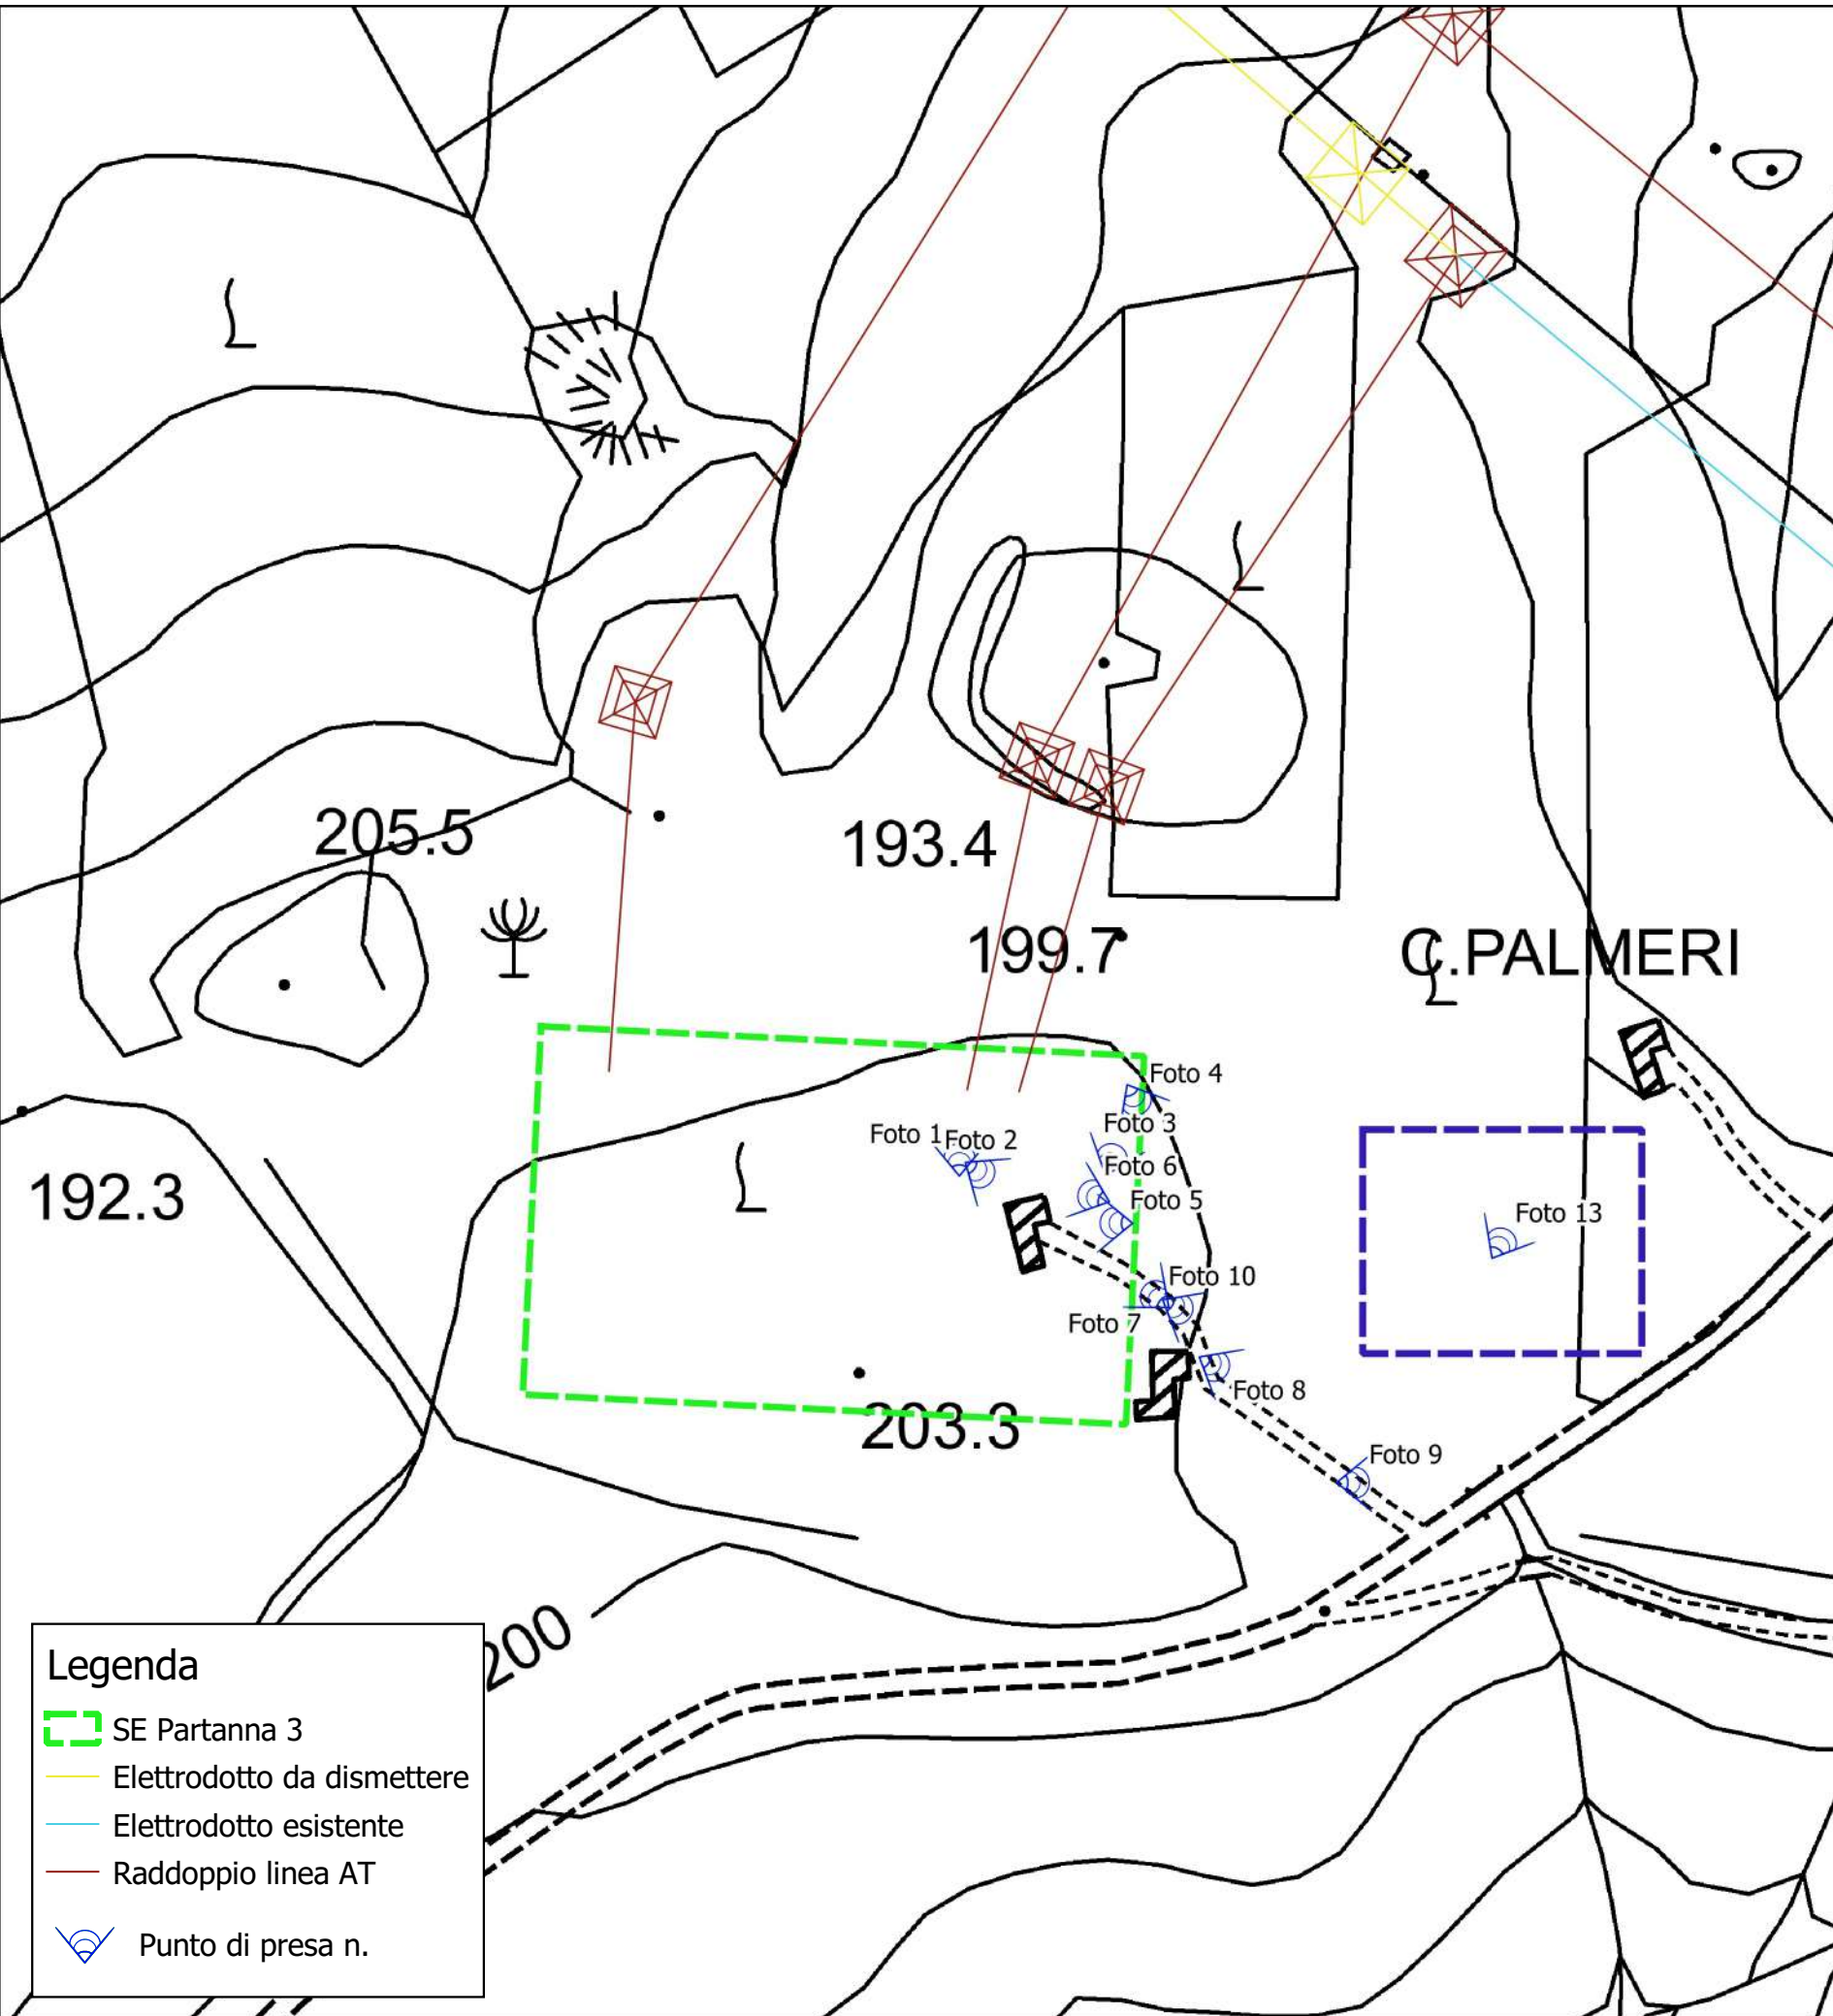 205.5
193.4
199.7
C.PALMERI
Foto 4
Foto 3
Foto 1
Foto 2
Foto 6
192.3
Foto 5
Foto 13
Foto 10
Foto 7
Foto 8
203.3
Foto 9
200
Legenda
SE Partanna 3
Elettrodotto da dismettere
Elettrodotto esistente
Raddoppio linea AT
Punto di presa n.